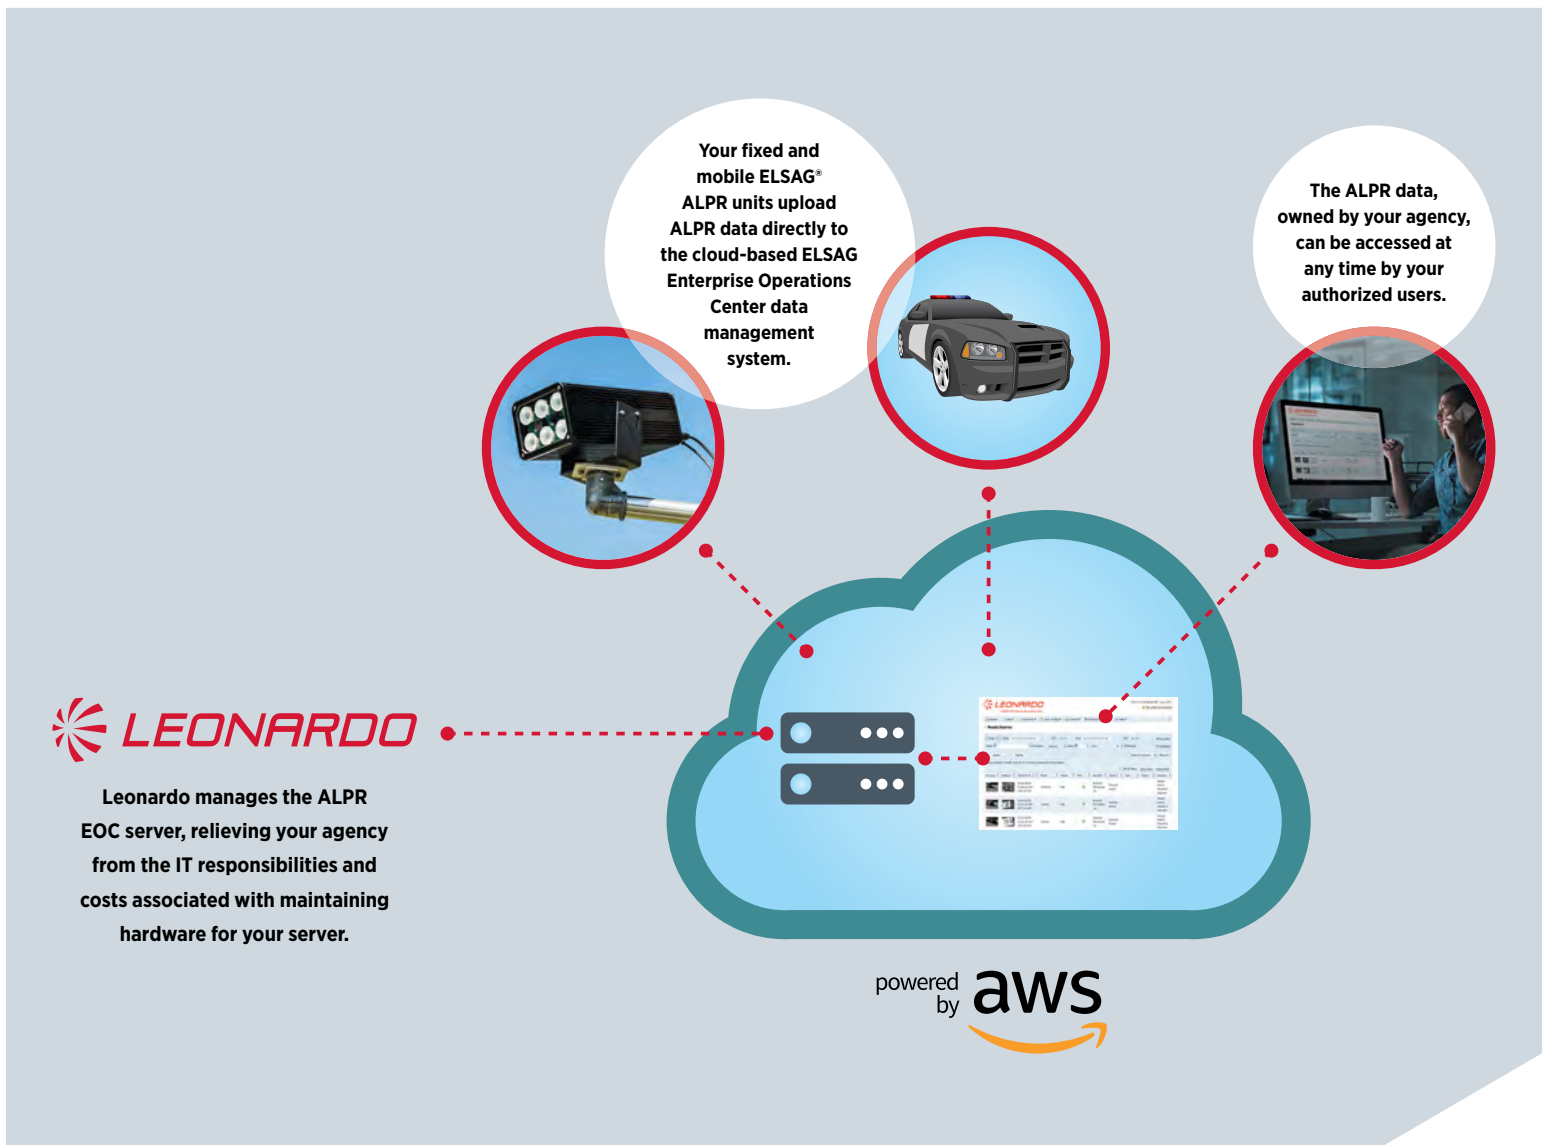 Your fixed and
mobile ELSAG®
ALPR units upload
ALPR data directly to
the cloud-based ELSAG
Enterprise Operations
Center data
management
system.
The ALPR data,
owned by your agency,
can be accessed at
any time by your
authorized users.
LEONARDO
Leonardo manages the ALPR
EOC server, relieving your agency
from the IT responsibilities and
costs associated with maintaining
hardware for your server.
LEONARDO
powered
by
aws